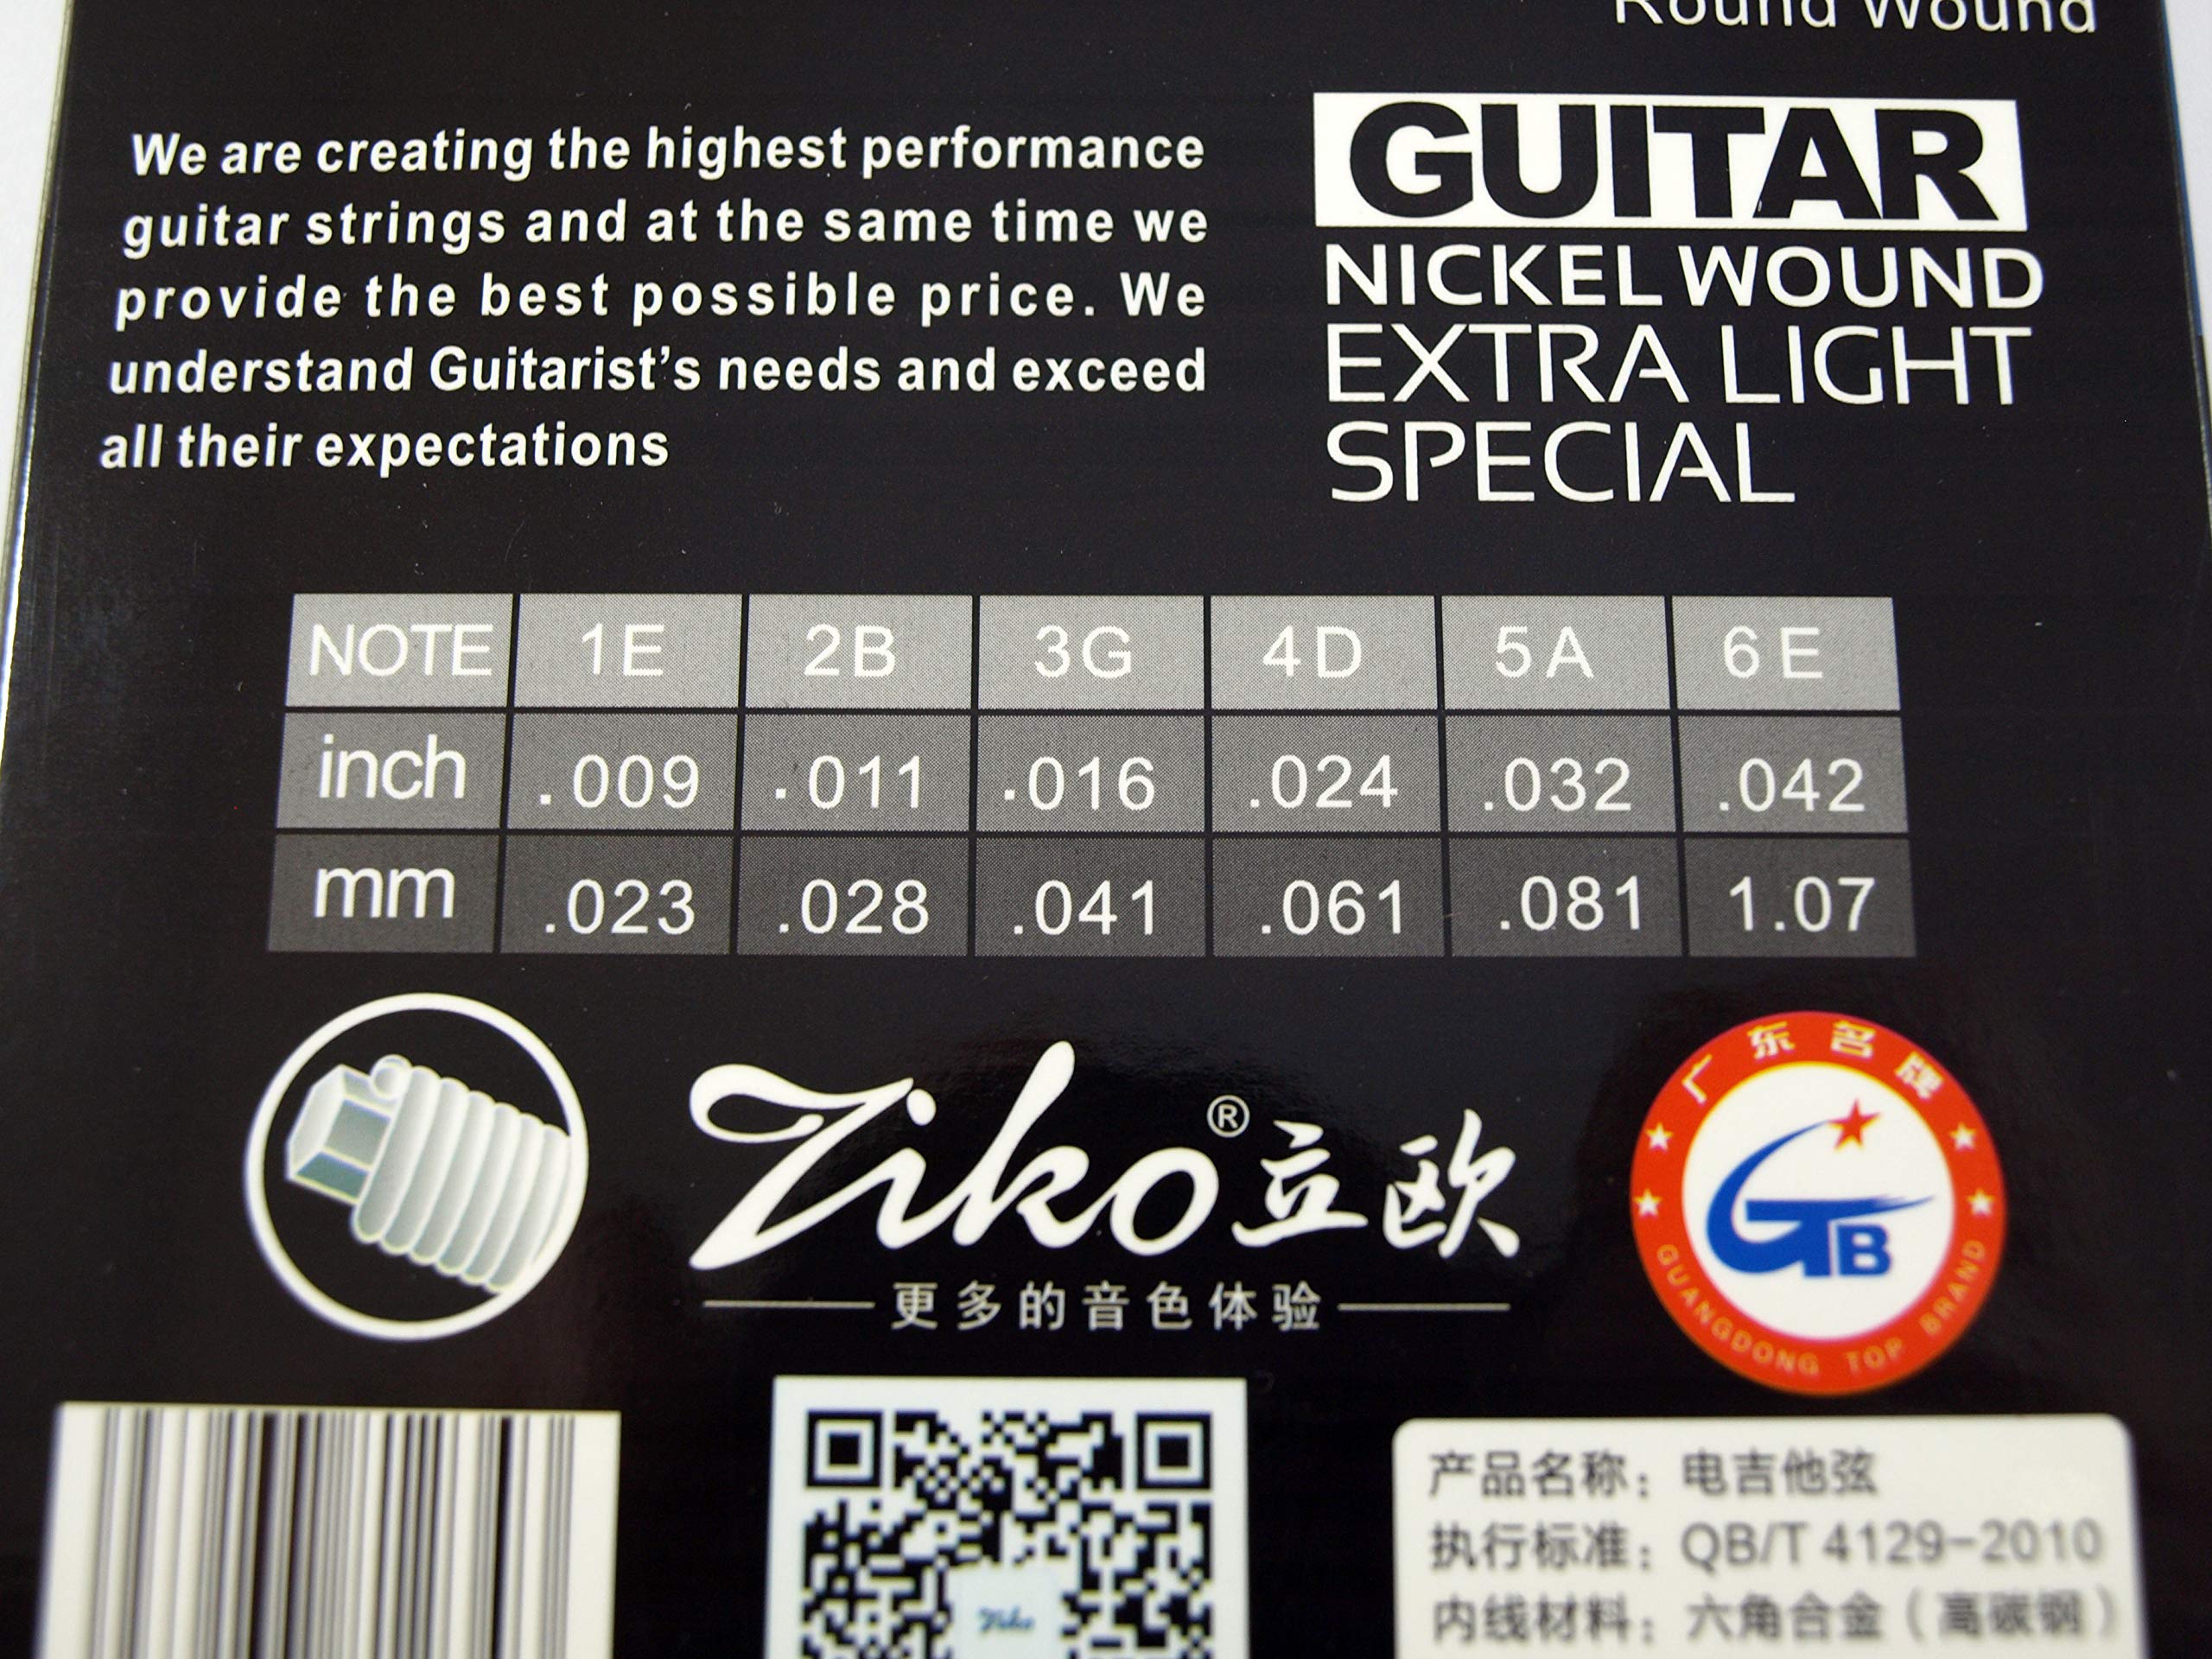 Round Wound
We are creating the highest performance
guitar strings and at the same time we
provide the best possible price. We
understand Guitarist's needs and exceed
all their expectations
GUITAR
NICKEL WOUND
EXTRA LIGHT
SPECIAL
NOTE 1E 2B 3G 4D 5A 6E
inch .009 .011 .016 .024 .032 .042
mm .023 .028 .041 .061 .081 1.07
Ziko® 立欧
更多的音色体验
广东名牌
GB
GUANGDONG TOP BRAND
Ziko
产品名称：电吉他弦
执行标准：QB/T 4129-2010
内线材料：六角合金（高碳钢）